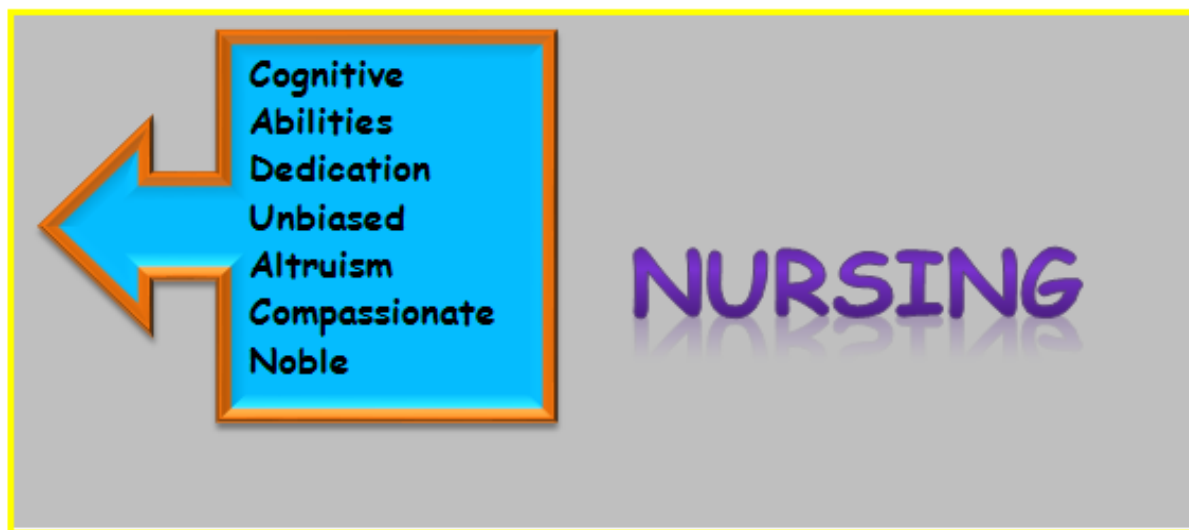 Cognitive
Abilities
Dedication
Unbiased
Altruism
Compassionate
Noble
NURSING